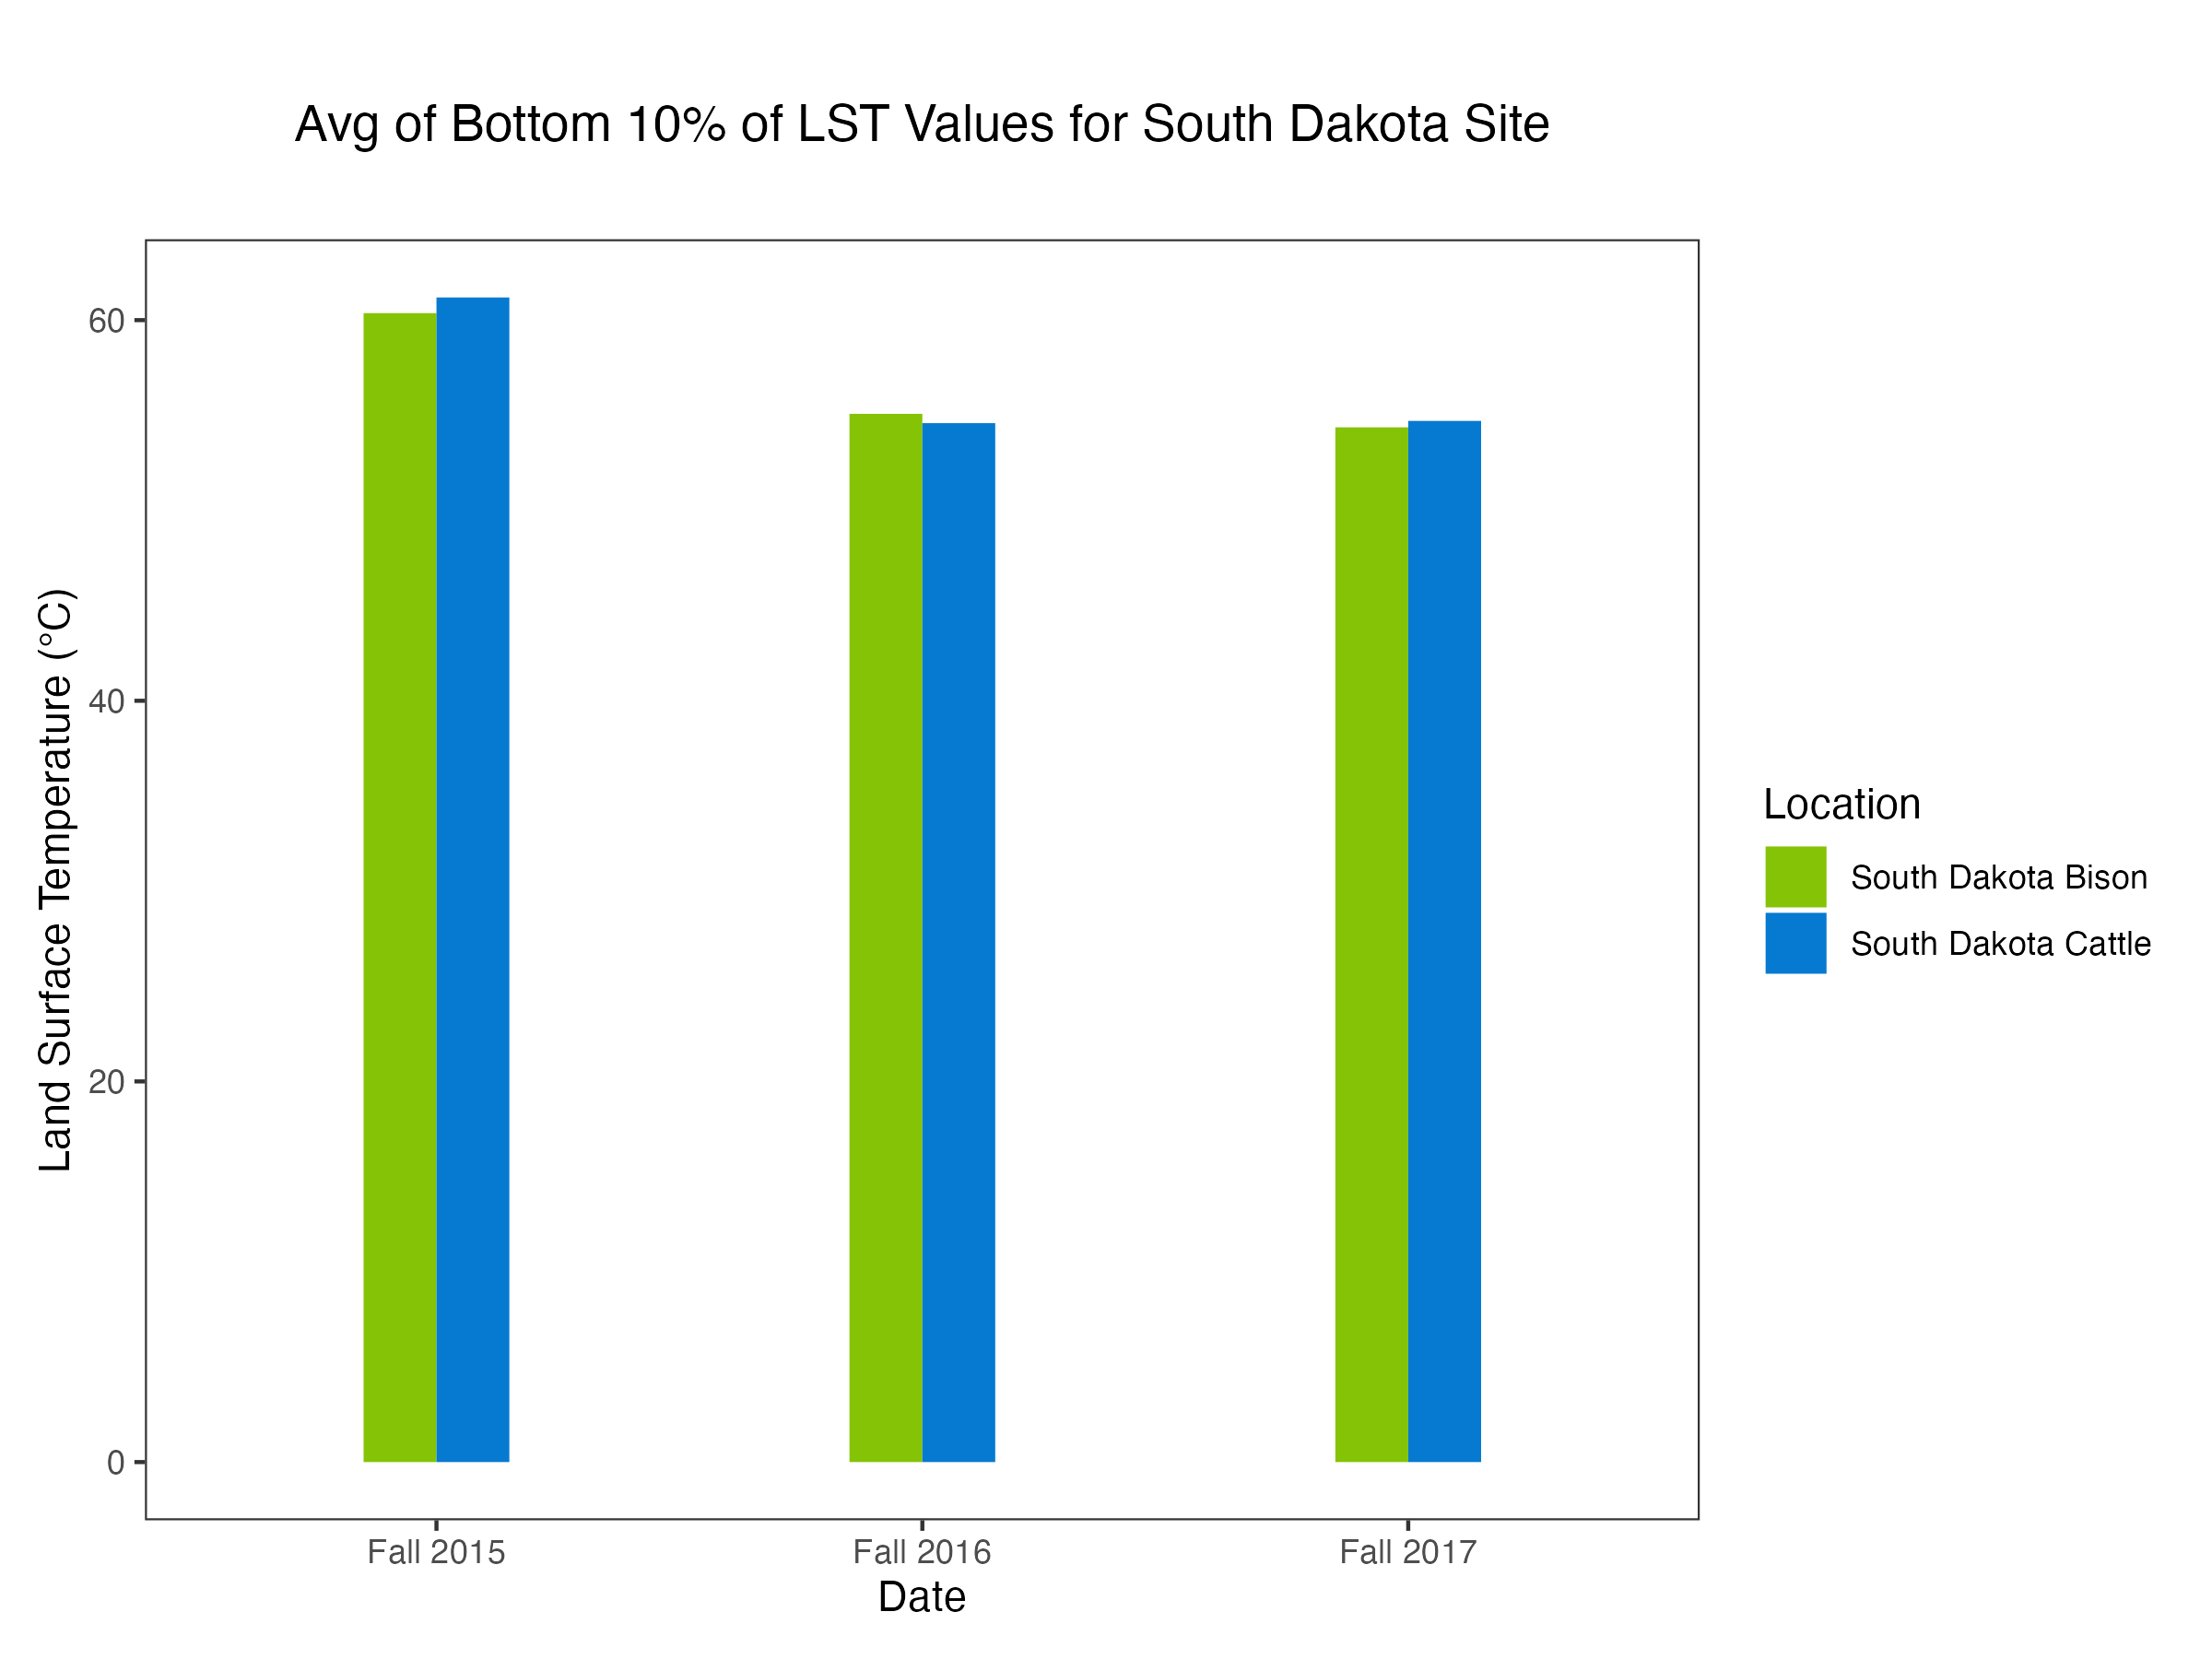 Avg of Bottom 10% of LST Values for South Dakota Site
Land Surface Temperature (°C)
60
40
20
0
Fall 2015
Fall 2016
Fall 2017
Date
Location
South Dakota Bison
South Dakota Cattle